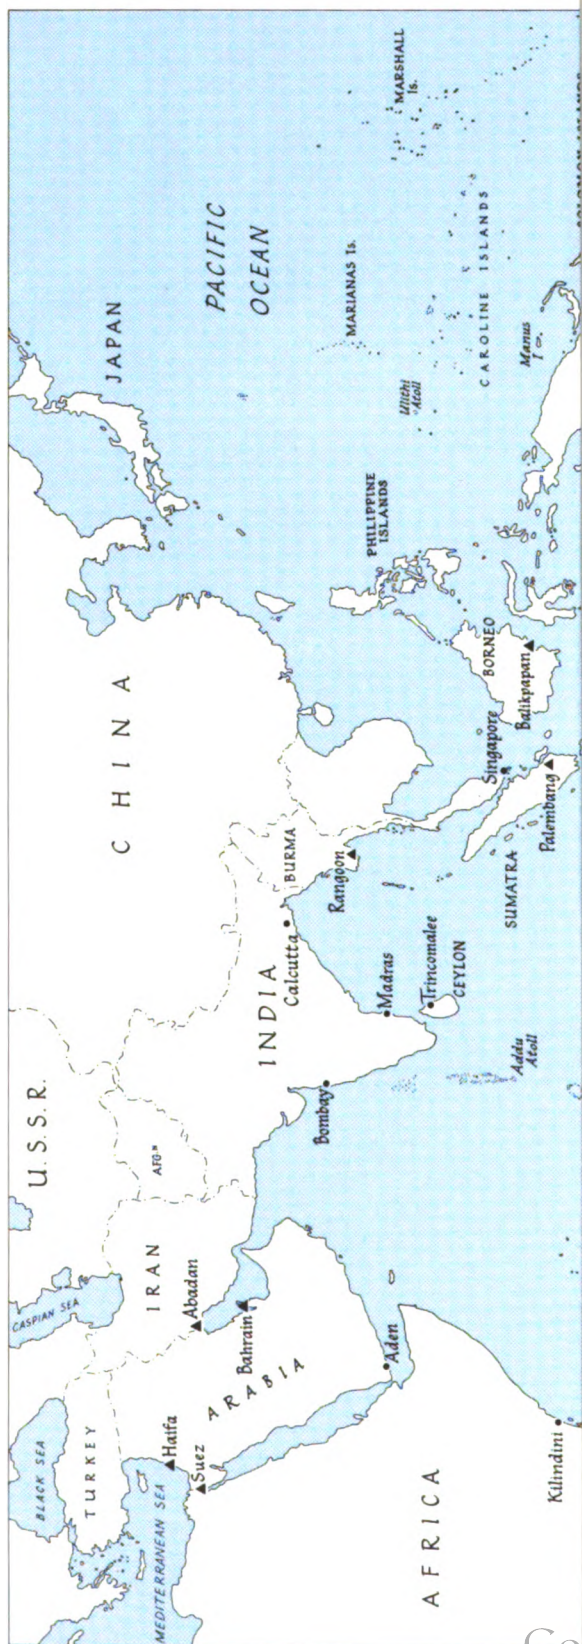 BLACK SEA
CASPIAN SEA
U.S.S.R.
TURKEY
IRAN
AFG-N
CHINA
JAPAN
MEDITERRANEAN SEA
Haifa
Suez
Abadan
Bahrain
ARABIA
INDIA
Calcutta
BURMA
Rangoon
PACIFIC
OCEAN
Bombay
Madras
MARIANAS Is.
PHILIPPINE
ISLANDS
Aden
AFRICA
Trincomalee
CEYLON
Ulithi
Atoll
MARSHALL
Is.
CAROLINE ISLANDS
Addu
Atoll
SUMATRA
Singapore
BORNEO
Balikpapan
Palembang
Manus
I
Kilindini